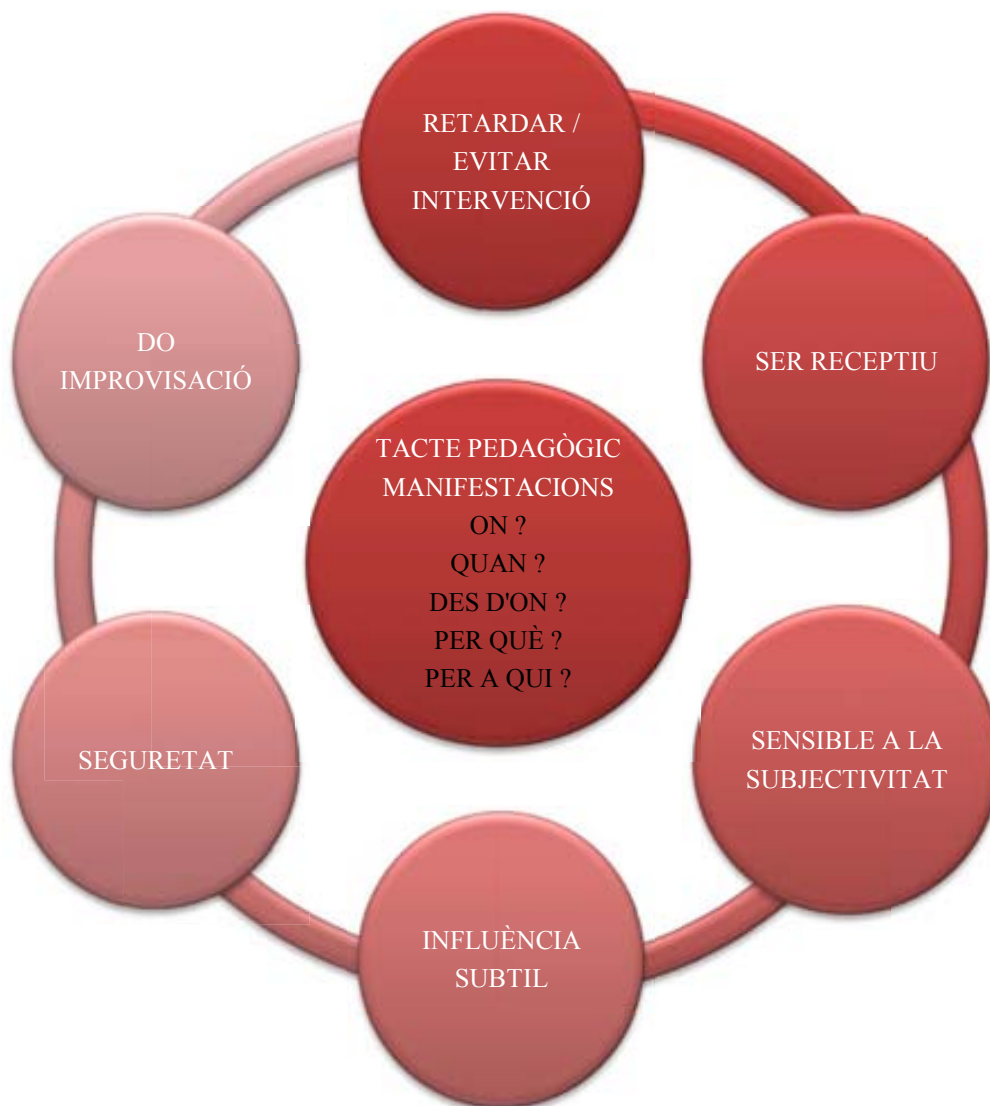 RETARDAR /
EVITAR
INTERVENCIÓ
SER RECEPTIU
SENSIBLE A LA
SUBJECTIVITAT
INFLUÈNCIA
SUBTIL
SEGURETAT
DO
IMPROVISACIÓ
TACTE PEDAGÒGIC
MANIFESTACIONS
ON ?
QUAN ?
DES D'ON ?
PER QUÈ ?
PER A QUI ?